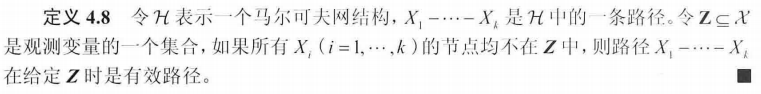 定义 4.8 令 ℋ 表示一个马尔可夫网结构，X₁—⋯—Xₖ 是 ℋ 中的一条路径。令 Z⊆𝒳
是观测变量的一个集合，如果所有 Xᵢ（i=1,⋯,k）的节点均不在 Z 中，则路径 X₁—⋯—Xₖ
在给定 Z 时是有效路径。 ■